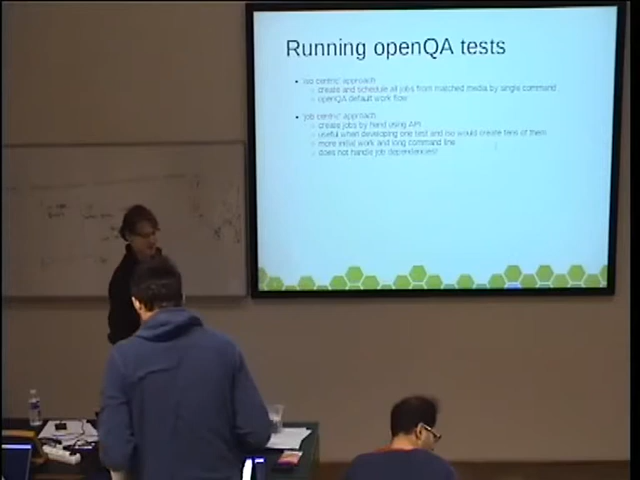 Running openQA tests
'iso centric' approach
create and schedule all jobs from matched media by single command
openQA default work flow
'job centric' approach
create jobs by hand using API
useful when developing one test and iso would create tens of them
more initial work and long command line
does not handle job dependencies!